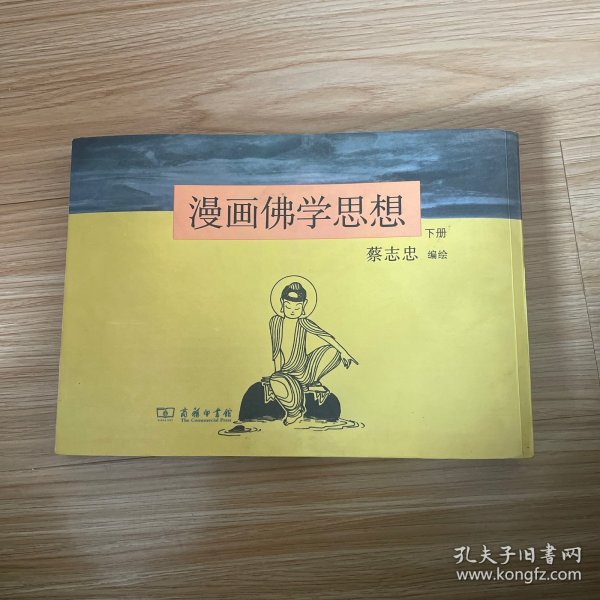 漫画佛学思想
下册
蔡志忠 编绘
商务印书馆
The Commercial Press
孔夫子旧书网
www.kongfz.com